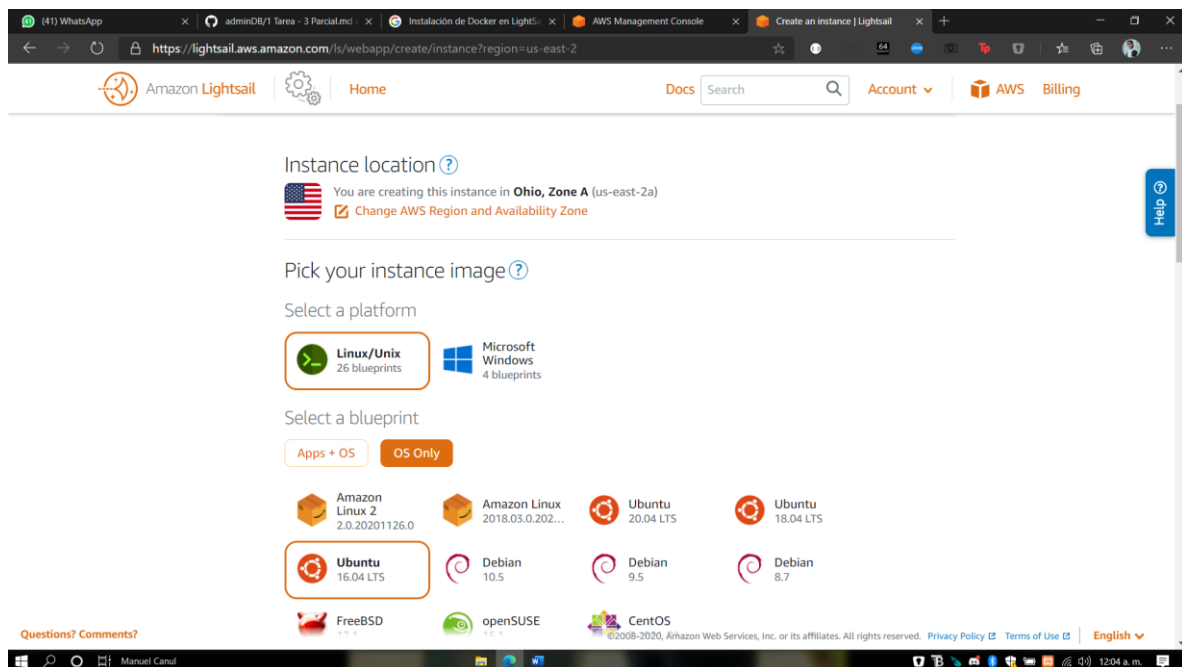 (41) WhatsApp
adminDB/1 Tarea - 3 Parcial.md
Instalación de Docker en LightSa
AWS Management Console
Create an instance | Lightsail
https://lightsail.aws.amazon.com/ls/webapp/create/instance?region=us-east-2
64
Tp
Amazon Lightsail
Home
Docs
Search
Account
AWS
Billing
Instance location ?
You are creating this instance in Ohio, Zone A (us-east-2a)
Change AWS Region and Availability Zone
Help ?
Pick your instance image ?
Select a platform
Linux/Unix
26 blueprints
Microsoft
Windows
4 blueprints
Select a blueprint
Apps + OS
OS Only
Amazon
Linux 2
2.0.20201126.0
Amazon Linux
2018.03.0.202...
Ubuntu
20.04 LTS
Ubuntu
18.04 LTS
Ubuntu
16.04 LTS
Debian
10.5
Debian
9.5
Debian
8.7
FreeBSD
12.1
openSUSE
15.1
CentOS
Questions? Comments?
©2008-2020, Amazon Web Services, Inc. or its affiliates. All rights reserved.
Privacy Policy
Terms of Use
English
Manuel Canul
12:04 a. m.